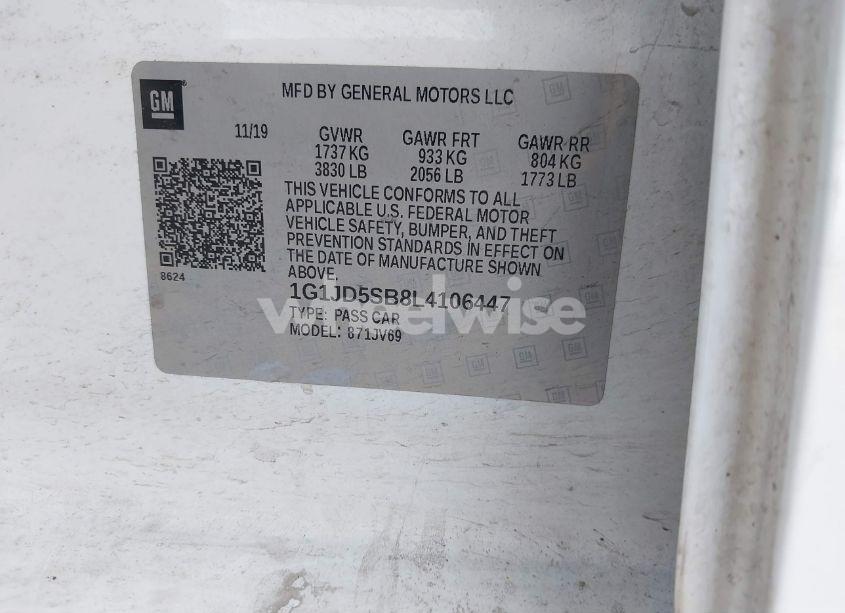 GM
MFD BY GENERAL MOTORS LLC
11/19 GVWR GAWR FRT GAWR RR
1737 KG 933 KG 804 KG
3830 LB 2056 LB 1773 LB
THIS VEHICLE CONFORMS TO ALL
APPLICABLE U.S. FEDERAL MOTOR
VEHICLE SAFETY, BUMPER, AND THEFT
PREVENTION STANDARDS IN EFFECT ON
THE DATE OF MANUFACTURE SHOWN
ABOVE.
8624
1G1JD5SB8L4106447
wheelwise
TYPE: PASS CAR
MODEL: 871JV69